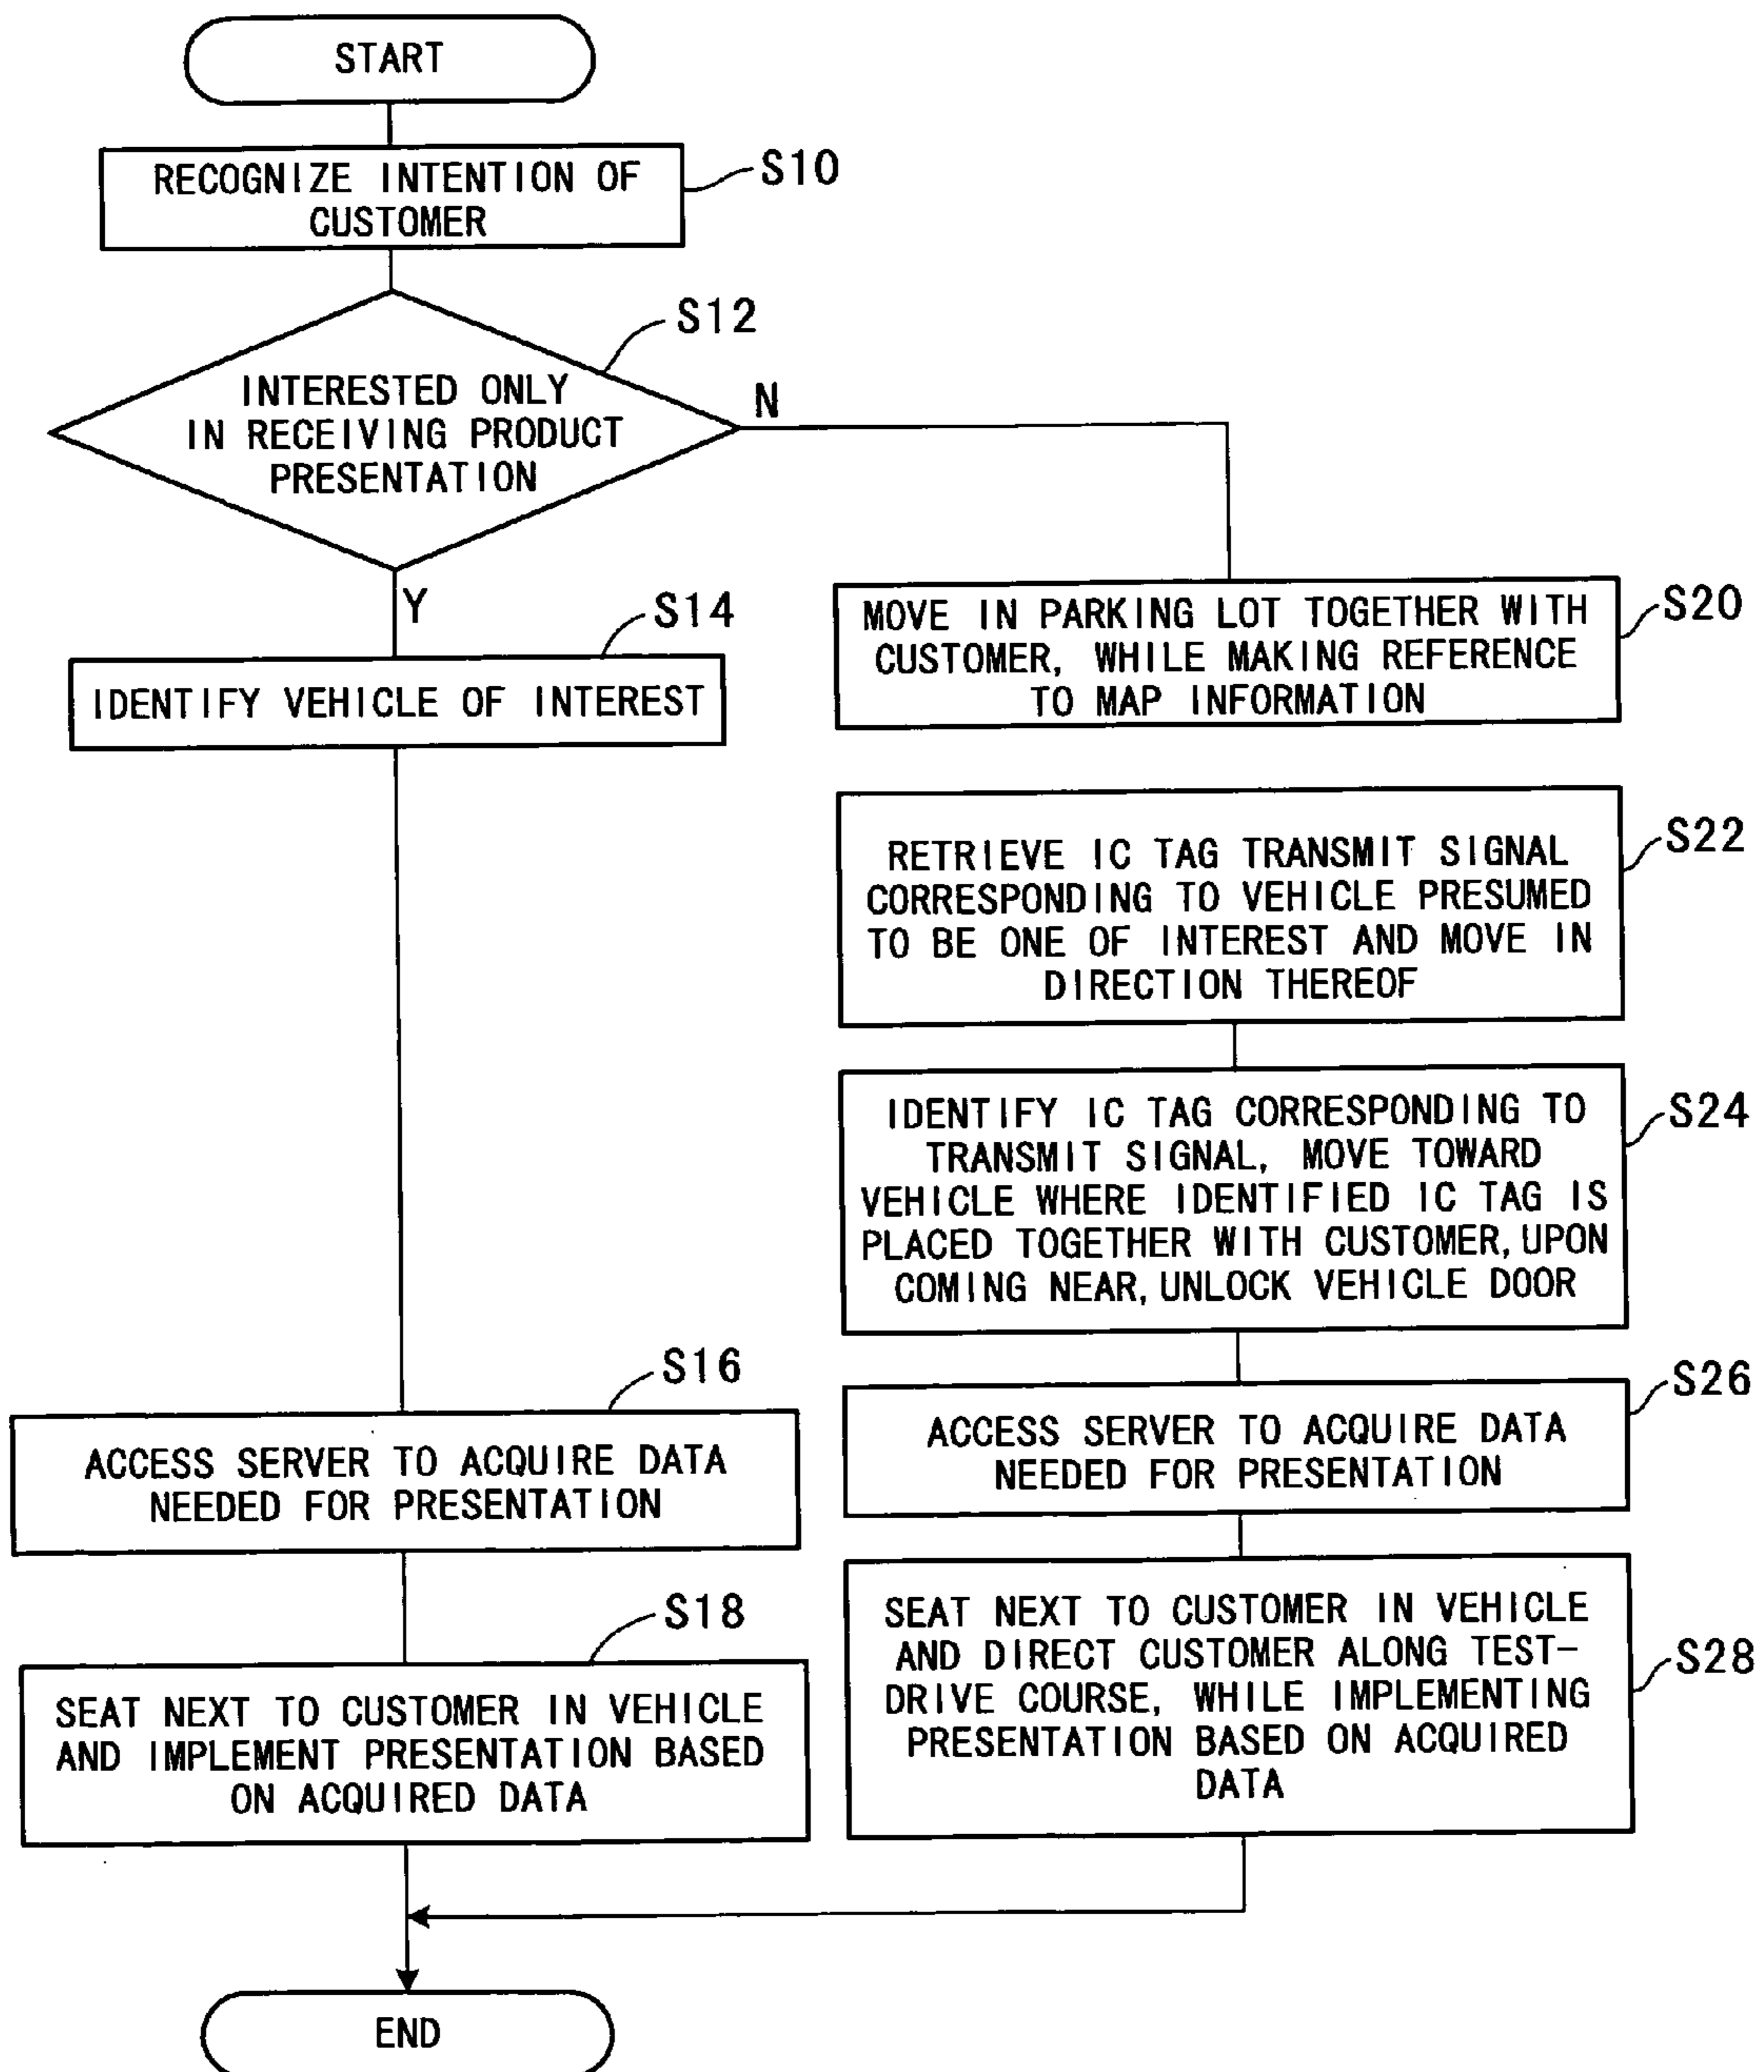 START
RECOGNIZE INTENTION OF
CUSTOMER
S10
INTERESTED ONLY
IN RECEIVING PRODUCT
PRESENTATION
S12
N
Y
IDENTIFY VEHICLE OF INTEREST
S14
ACCESS SERVER TO ACQUIRE DATA
NEEDED FOR PRESENTATION
S16
SEAT NEXT TO CUSTOMER IN VEHICLE
AND IMPLEMENT PRESENTATION BASED
ON ACQUIRED DATA
S18
MOVE IN PARKING LOT TOGETHER WITH
CUSTOMER, WHILE MAKING REFERENCE
TO MAP INFORMATION
S20
RETRIEVE IC TAG TRANSMIT SIGNAL
CORRESPONDING TO VEHICLE PRESUMED
TO BE ONE OF INTEREST AND MOVE IN
DIRECTION THEREOF
S22
IDENTIFY IC TAG CORRESPONDING TO
TRANSMIT SIGNAL, MOVE TOWARD
VEHICLE WHERE IDENTIFIED IC TAG IS
PLACED TOGETHER WITH CUSTOMER, UPON
COMING NEAR, UNLOCK VEHICLE DOOR
S24
ACCESS SERVER TO ACQUIRE DATA
NEEDED FOR PRESENTATION
S26
SEAT NEXT TO CUSTOMER IN VEHICLE
AND DIRECT CUSTOMER ALONG TEST-
DRIVE COURSE, WHILE IMPLEMENTING
PRESENTATION BASED ON ACQUIRED
DATA
S28
END